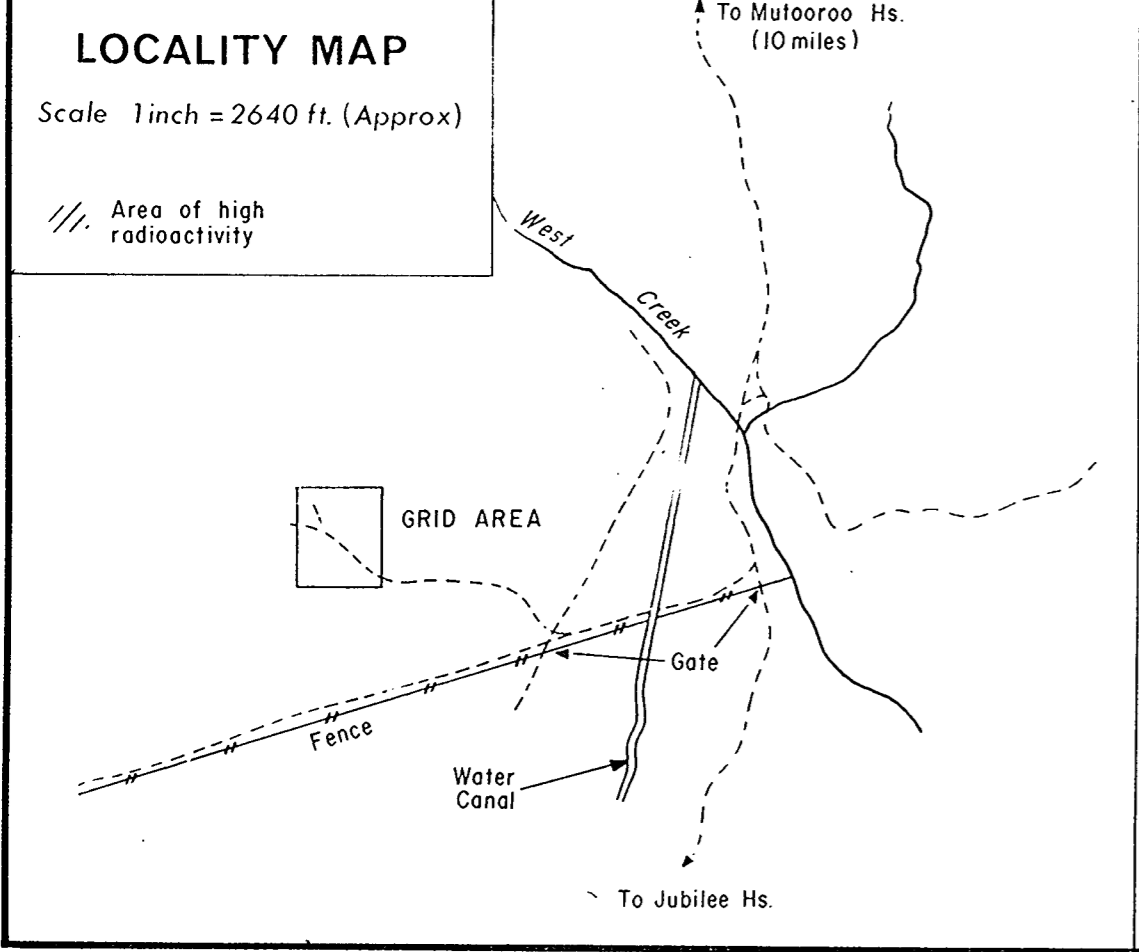 LOCALITY MAP
Scale 1 inch = 2640 ft. (Approx)
Area of high
radioactivity
To Mutooroo Hs.
(10 miles)
West
Creek
GRID AREA
Gate
Fence
Water
Canal
To Jubilee Hs.